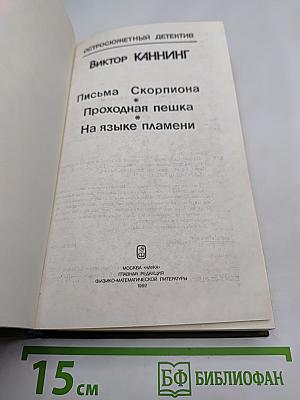 ОСТРОСЮЖЕТНЫЙ ДЕТЕКТИВ
ВИКТОР КАННИНГ
Письма Скорпиона
Проходная пешка
На языке пламени
МОСКВА «НАУКА»
ГЛАВНАЯ РЕДАКЦИЯ
ФИЗИКО-МАТЕМАТИЧЕСКОЙ ЛИТЕРАТУРЫ
1992
15 см
БФ БИБЛИОФАН